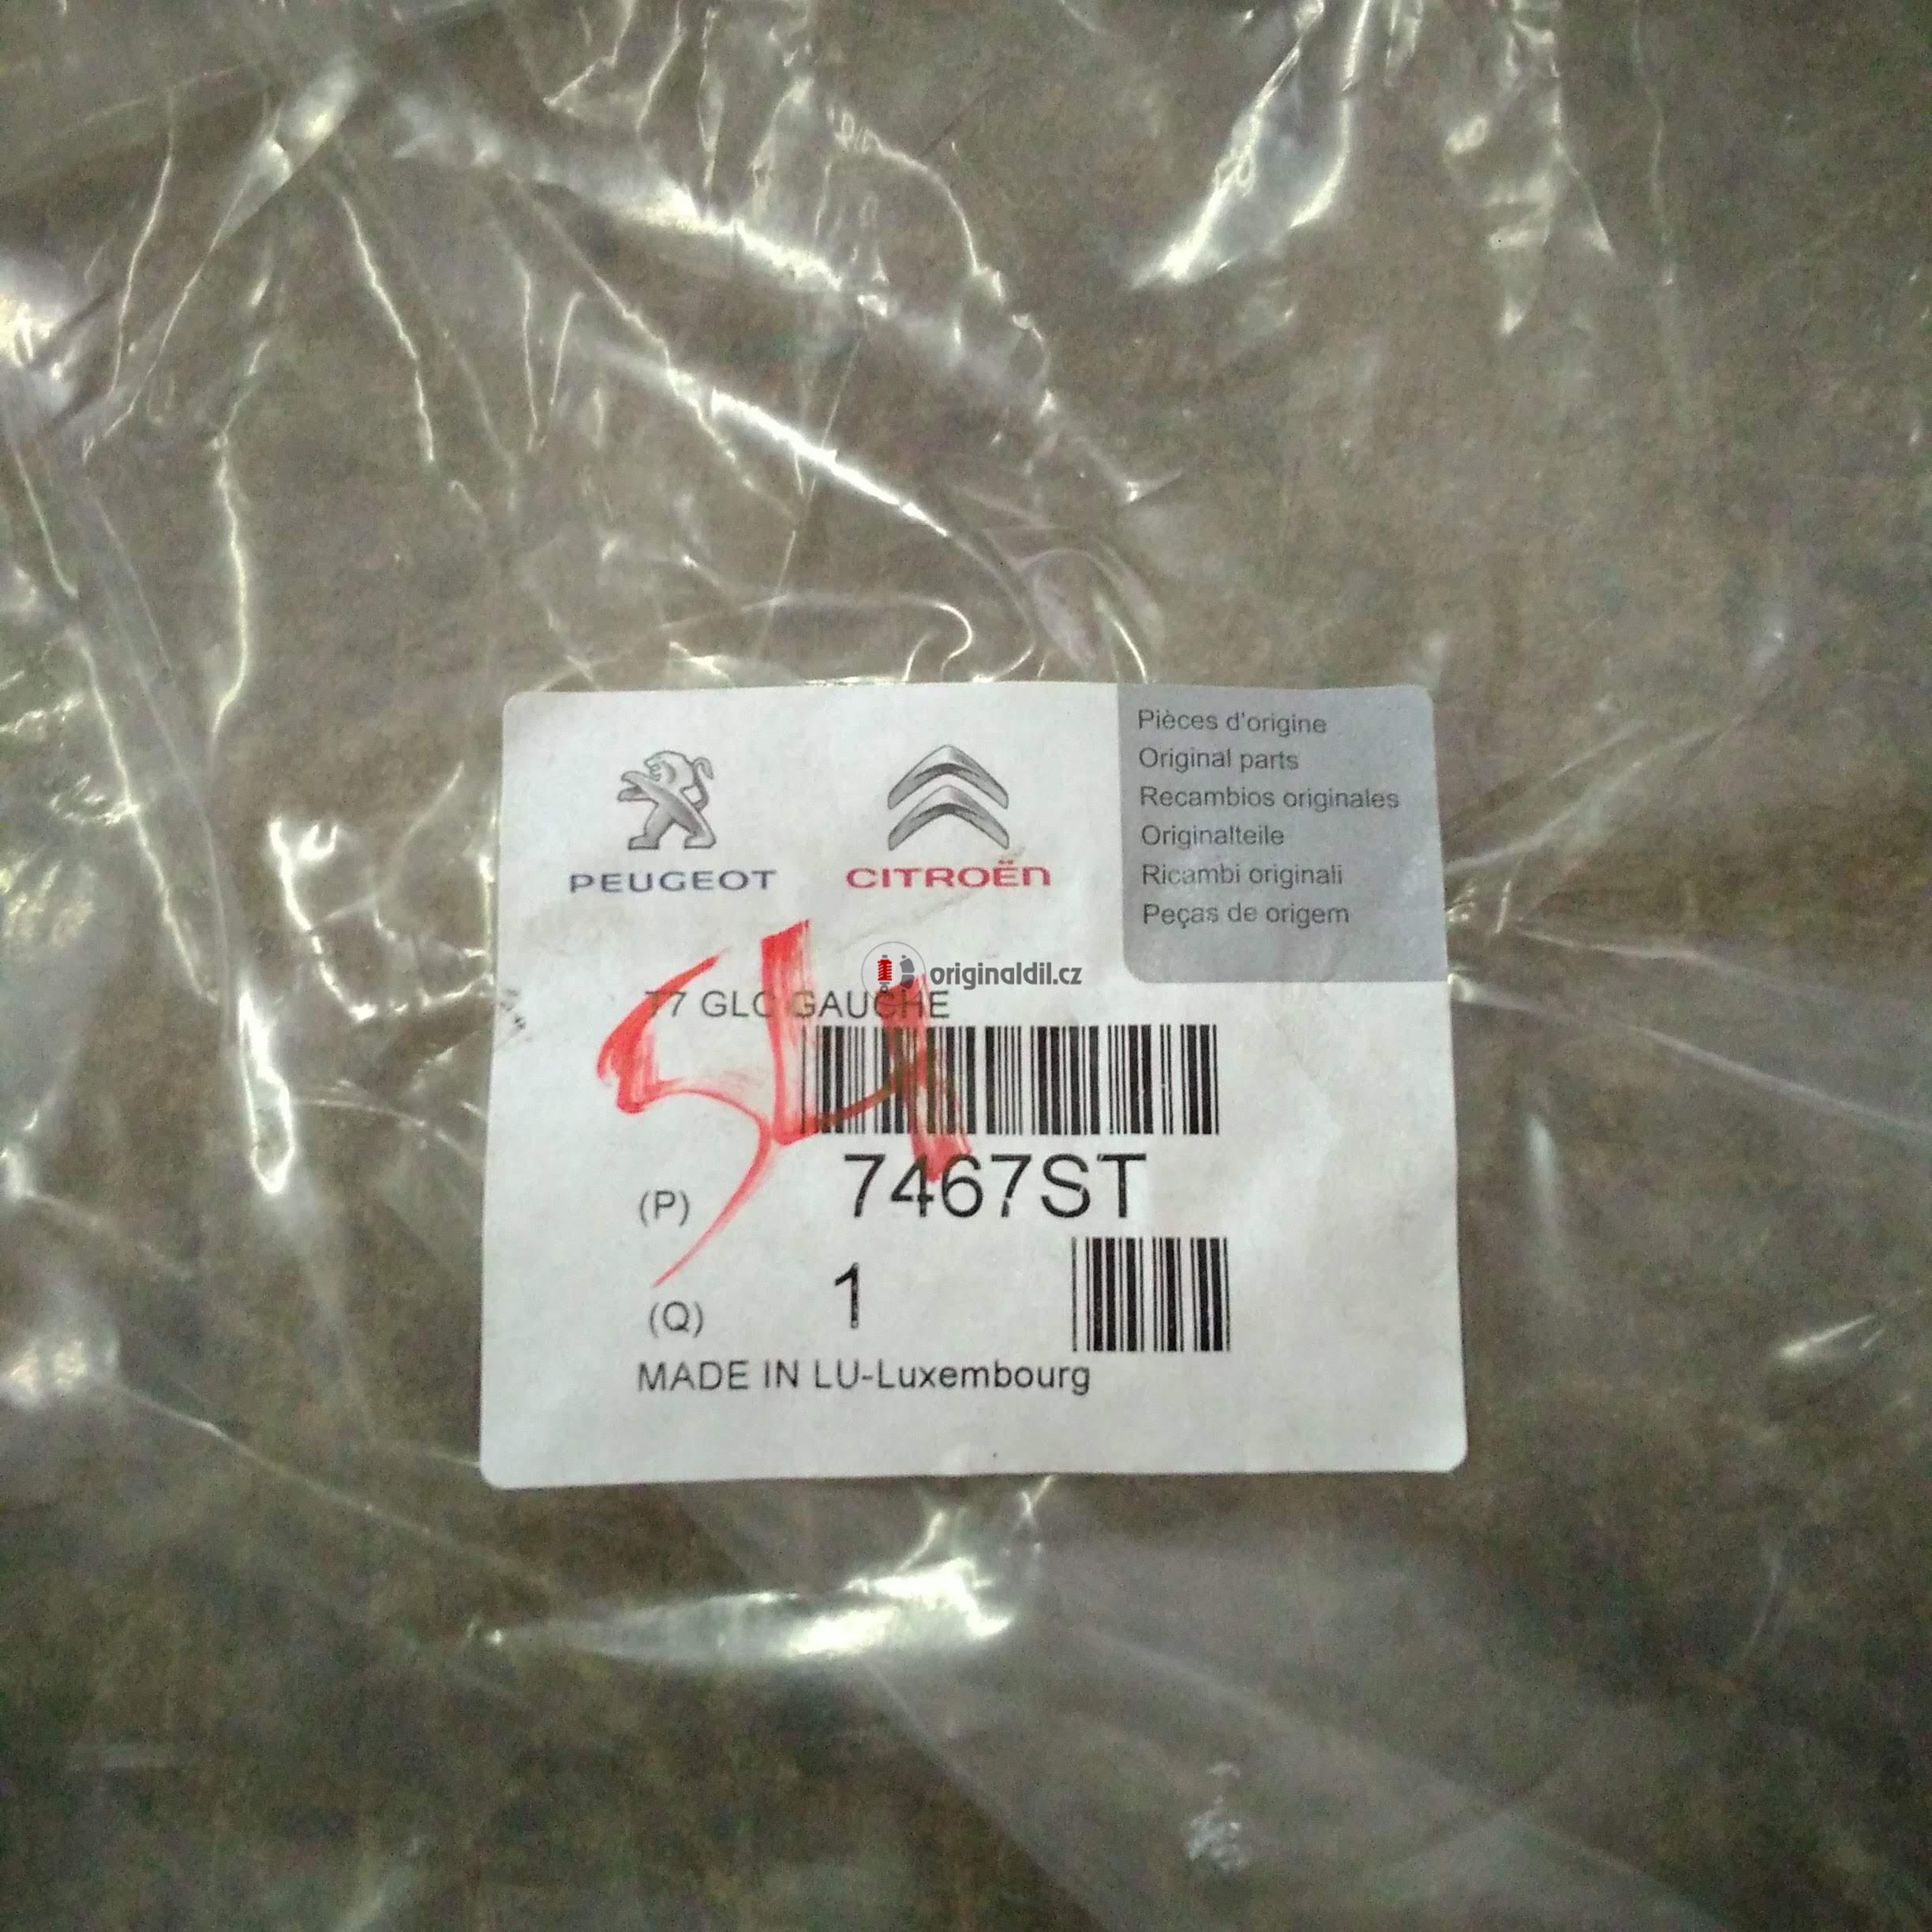 Pièces d'origine
Original parts
Recambios originales
Originalteile
Ricambi originali
Peças de origem
PEUGEOT
CITROËN
originaldil.cz
T7 GLC GAUCHE
(P) 7467ST
(Q) 1
MADE IN LU-Luxembourg